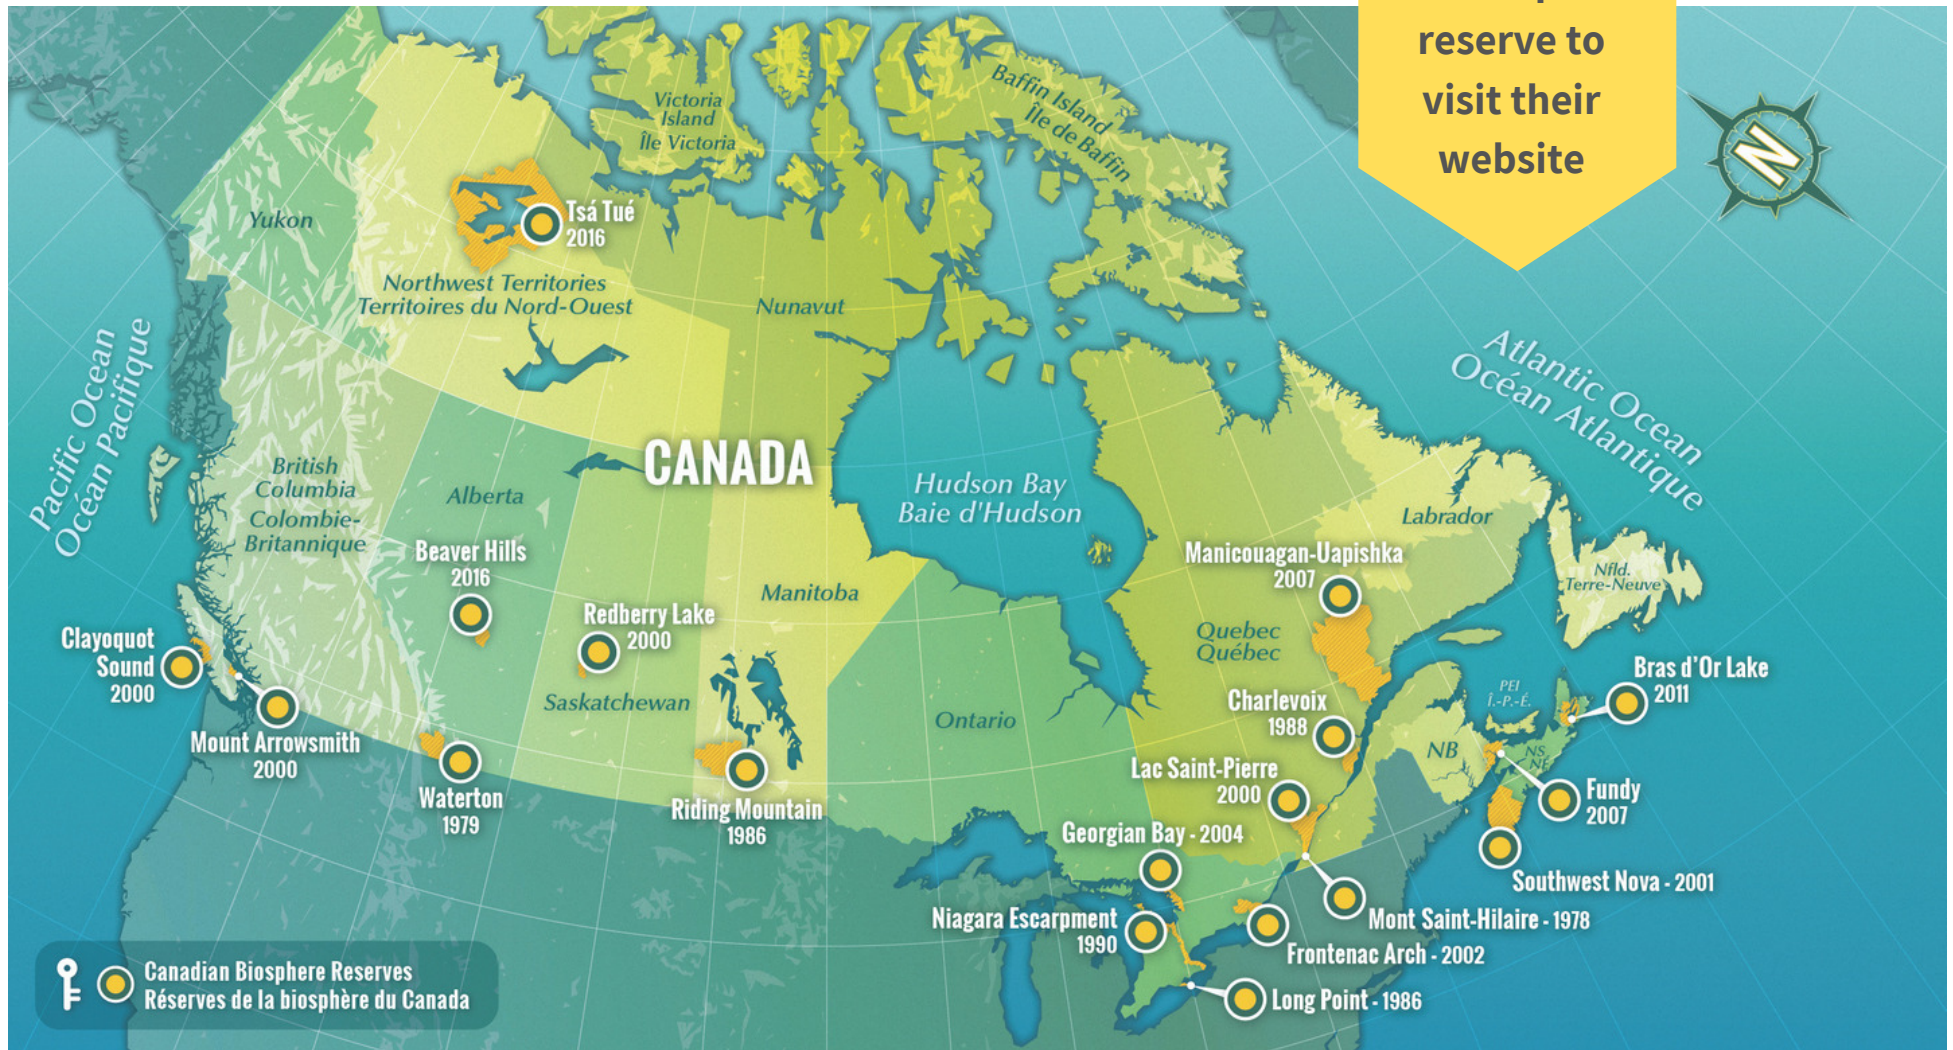 reserve to
visit their
website
N
Victoria
Island
Île Victoria
Baffin Island
Île de Baffin
Yukon
Tsá Tué
2016
Northwest Territories
Territoires du Nord-Ouest
Nunavut
Pacific Ocean
Océan Pacifique
Atlantic Ocean
Océan Atlantique
CANADA
British
Columbia
Colombie-
Britannique
Alberta
Hudson Bay
Baie d'Hudson
Labrador
Beaver Hills
2016
Manicouagan-Uapishka
2007
Nfld.
Terre-Neuve
Manitoba
Redberry Lake
2000
Quebec
Québec
Clayoquot
Sound
2000
Bras d'Or Lake
2011
PEI
Î.-P.-É.
Saskatchewan
Ontario
Charlevoix
1988
Mount Arrowsmith
2000
NB
NS
NÉ
Lac Saint-Pierre
2000
Waterton
1979
Riding Mountain
1986
Fundy
2007
Georgian Bay - 2004
Southwest Nova - 2001
Niagara Escarpment
1990
Mont Saint-Hilaire - 1978
Frontenac Arch - 2002
Long Point - 1986
Canadian Biosphere Reserves
Réserves de la biosphère du Canada